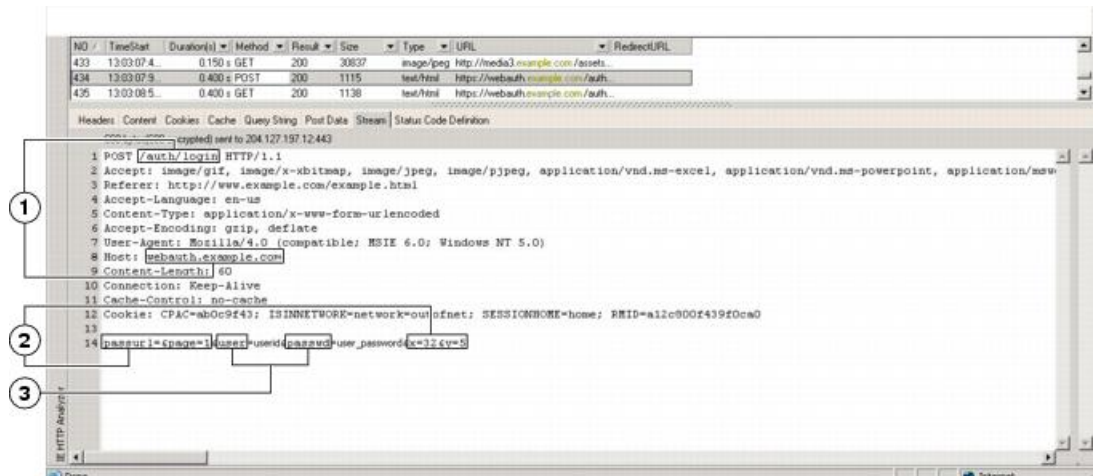 NO / TimeStart Duration(s) Method Result Size Type URL RedirectURL
433 13:03:07:4... 0.150 s GET 200 30837 image/jpeg http://media3.example.com/assets...
434 13:03:07:9... 0.400 s POST 200 1115 text/html https://webauth.example.com/auth...
435 13:03:08:5... 0.400 s GET 200 1138 text/html https://webauth.example.com/auth...
Headers Content Cookies Cache Query String Post Data Stream Status Code Definition
sent to 204.127.197.12:443
1 POST /auth/login HTTP/1.1
2 Accept: image/gif, image/x-xbitmap, image/jpeg, image/pjpeg, application/vnd.ms-excel, application/vnd.ms-powerpoint, application/msw
3 Referer: http://www.example.com/example.html
4 Accept-Language: en-us
5 Content-Type: application/x-www-form-urlencoded
6 Accept-Encoding: gzip, deflate
7 User-Agent: Mozilla/4.0 (compatible; MSIE 6.0; Windows NT 5.0)
8 Host: webauth.example.com
9 Content-Length: 60
10 Connection: Keep-Alive
11 Cache-Control: no-cache
12 Cookie: CPAC=ab0c9f43; ISINNETWORK=network=outofnet; SESSIONHOME=home; RMID=a12c800f439f0ca0
13
14 passurl=&page=1&user=userid&passwd=user_password&x=32&y=5
1
2
3
IE HTTP Analyzer
Done
Internet